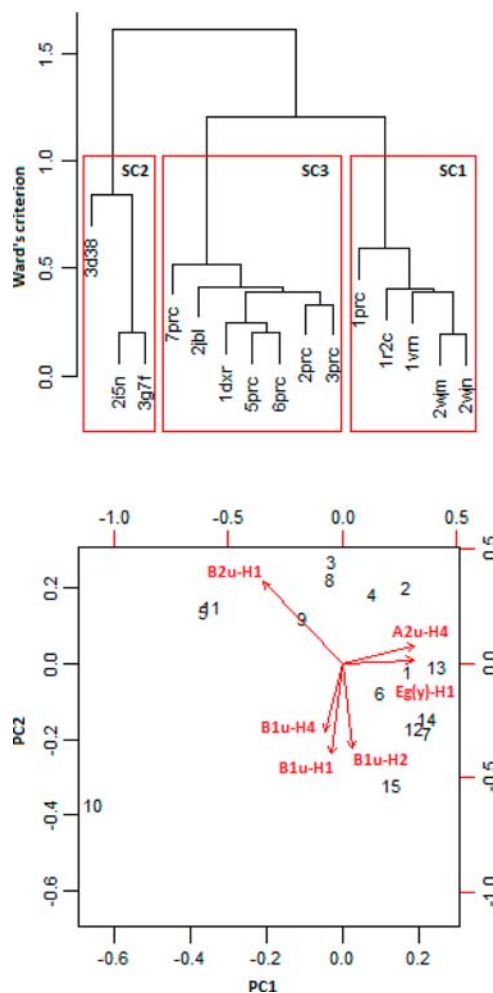 Ward's criterion
1.5
1.0
0.5
0.0
SC2
SC3
SC1
3d38
2i5n
3g7f
7prc
2jbl
1dxr
5prc
6prc
2prc
3prc
1prc
1r2c
1vrn
2wjm
2wjn
-1.0 -0.5 0.0 0.5
PC2
0.2
0.0
-0.2
-0.4
-0.6
0.5
0.0
-0.5
-1.0
B2u-H1
3
8
4
2
5 11
9
A2u-H4
1 13
Eg(y)-H1
6
B1u-H4
B1u-H1
B1u-H2
14
12 7
15
10
-0.6 -0.4 -0.2 0.0 0.2
PC1